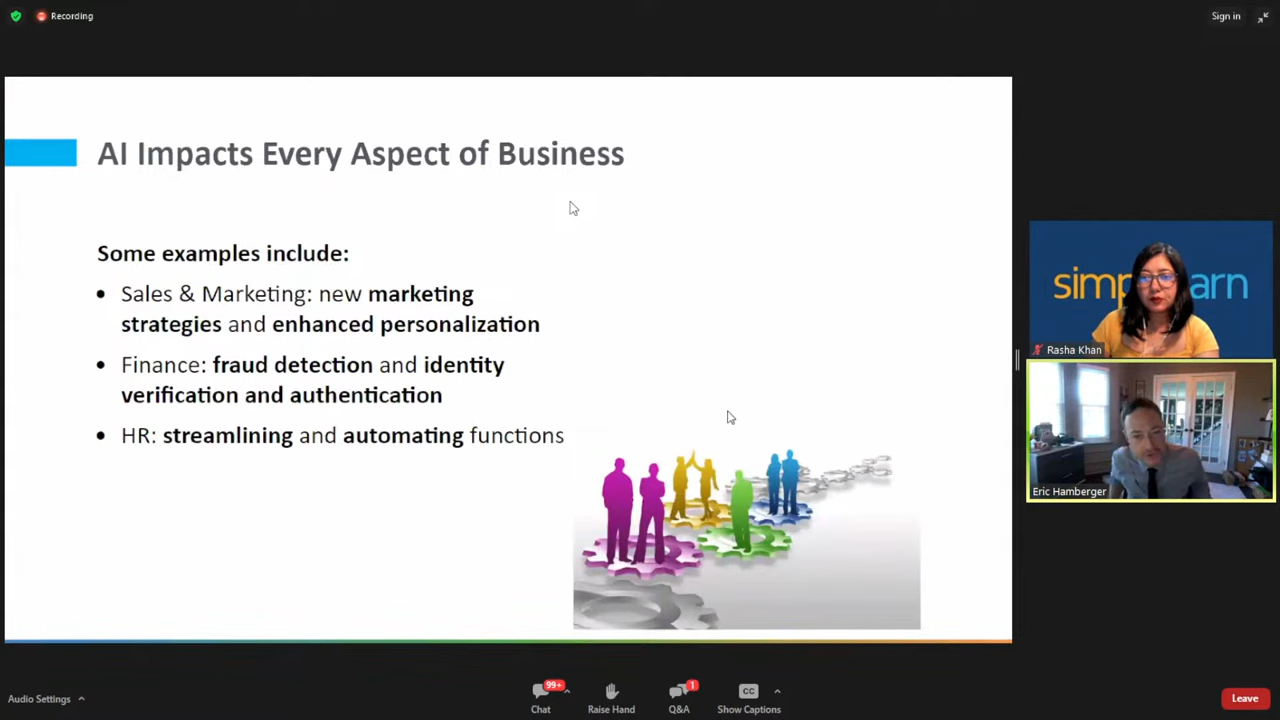 Recording
Sign in
AI Impacts Every Aspect of Business
Some examples include:
• Sales & Marketing: new marketing
strategies and enhanced personalization
• Finance: fraud detection and identity
verification and authentication
• HR: streamlining and automating functions
Rasha Khan
Eric Hamberger
Audio Settings
99+
Chat
Raise Hand
1
Q&A
CC
Show Captions
Leave